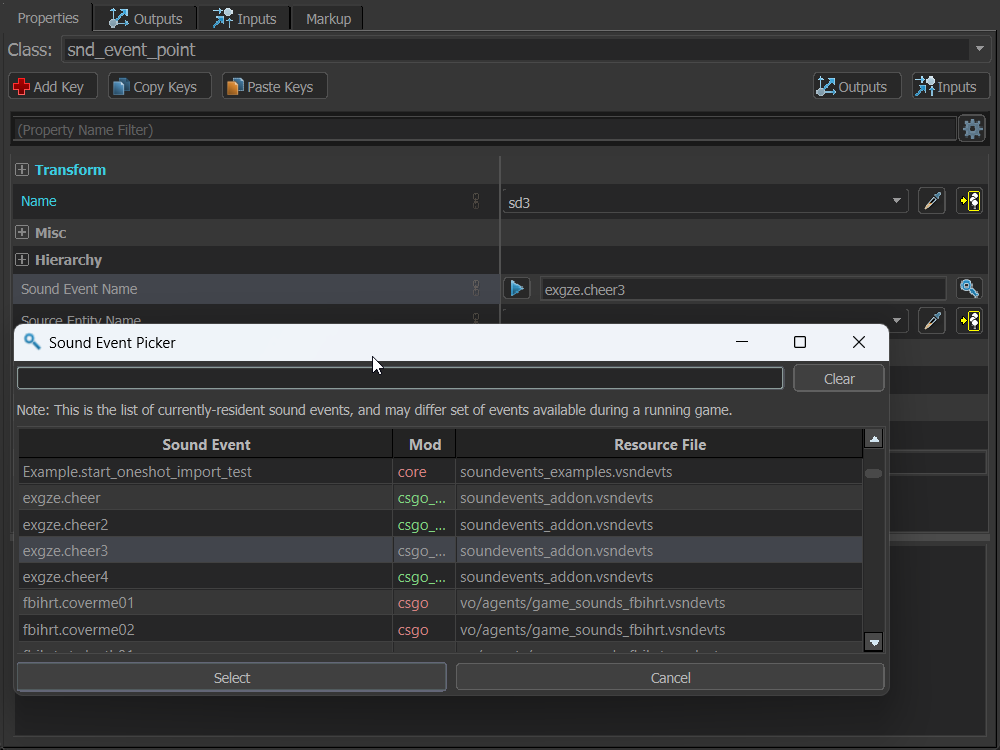 Properties Outputs Inputs Markup
Class: snd_event_point
Add Key Copy Keys Paste Keys Outputs Inputs
(Property Name Filter)
Transform
Name sd3
Misc
Hierarchy
Sound Event Name exgze.cheer3
Source Entity Name
Sound Event Picker
Clear
Note: This is the list of currently-resident sound events, and may differ set of events available during a running game.
Sound Event Mod Resource File
Example.start_oneshot_import_test core soundevents_examples.vsndevts
exgze.cheer csgo_... soundevents_addon.vsndevts
exgze.cheer2 csgo_... soundevents_addon.vsndevts
exgze.cheer3 csgo_... soundevents_addon.vsndevts
exgze.cheer4 csgo_... soundevents_addon.vsndevts
fbihrt.coverme01 csgo vo/agents/game_sounds_fbihrt.vsndevts
fbihrt.coverme02 csgo vo/agents/game_sounds_fbihrt.vsndevts
Select Cancel